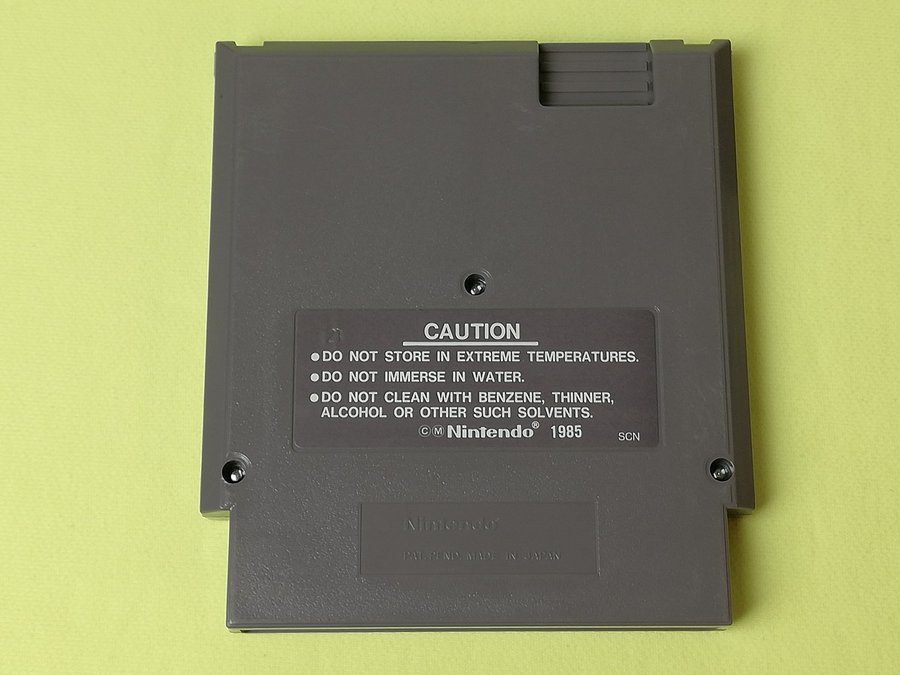 CAUTION
●DO NOT STORE IN EXTREME TEMPERATURES.
●DO NOT IMMERSE IN WATER.
●DO NOT CLEAN WITH BENZENE, THINNER,
ALCOHOL OR OTHER SUCH SOLVENTS.
ⒸⓂNintendo® 1985
SCN
Nintendo®
PAT. PEND. MADE IN JAPAN